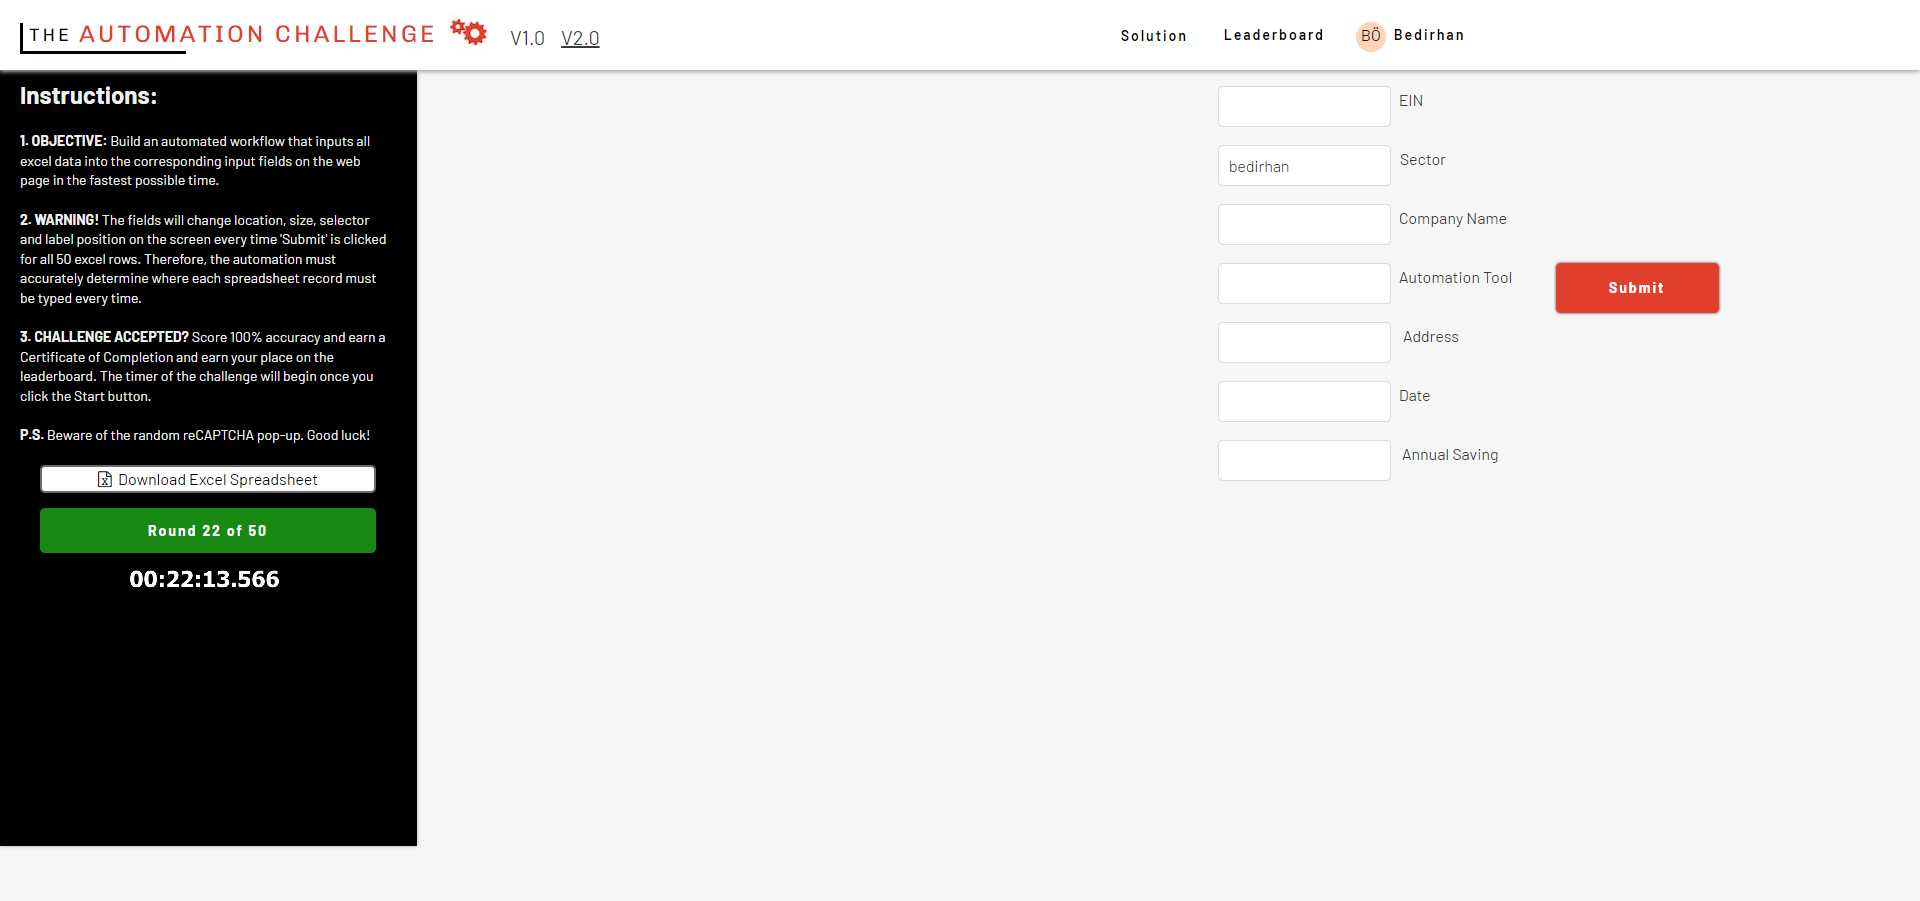 THE AUTOMATION CHALLENGE V1.0 V2.0 Solution Leaderboard BÖ Bedirhan
Instructions:
1. OBJECTIVE: Build an automated workflow that inputs all
excel data into the corresponding input fields on the web
page in the fastest possible time.
2. WARNING! The fields will change location, size, selector
and label position on the screen every time 'Submit' is clicked
for all 50 excel rows. Therefore, the automation must
accurately determine where each spreadsheet record must
be typed every time.
3. CHALLENGE ACCEPTED? Score 100% accuracy and earn a
Certificate of Completion and earn your place on the
leaderboard. The timer of the challenge will begin once you
click the Start button.
P.S. Beware of the random reCAPTCHA pop-up. Good luck!
Download Excel Spreadsheet
Round 22 of 50
00:22:13.566
EIN
bedirhan Sector
Company Name
Automation Tool
Submit
Address
Date
Annual Saving